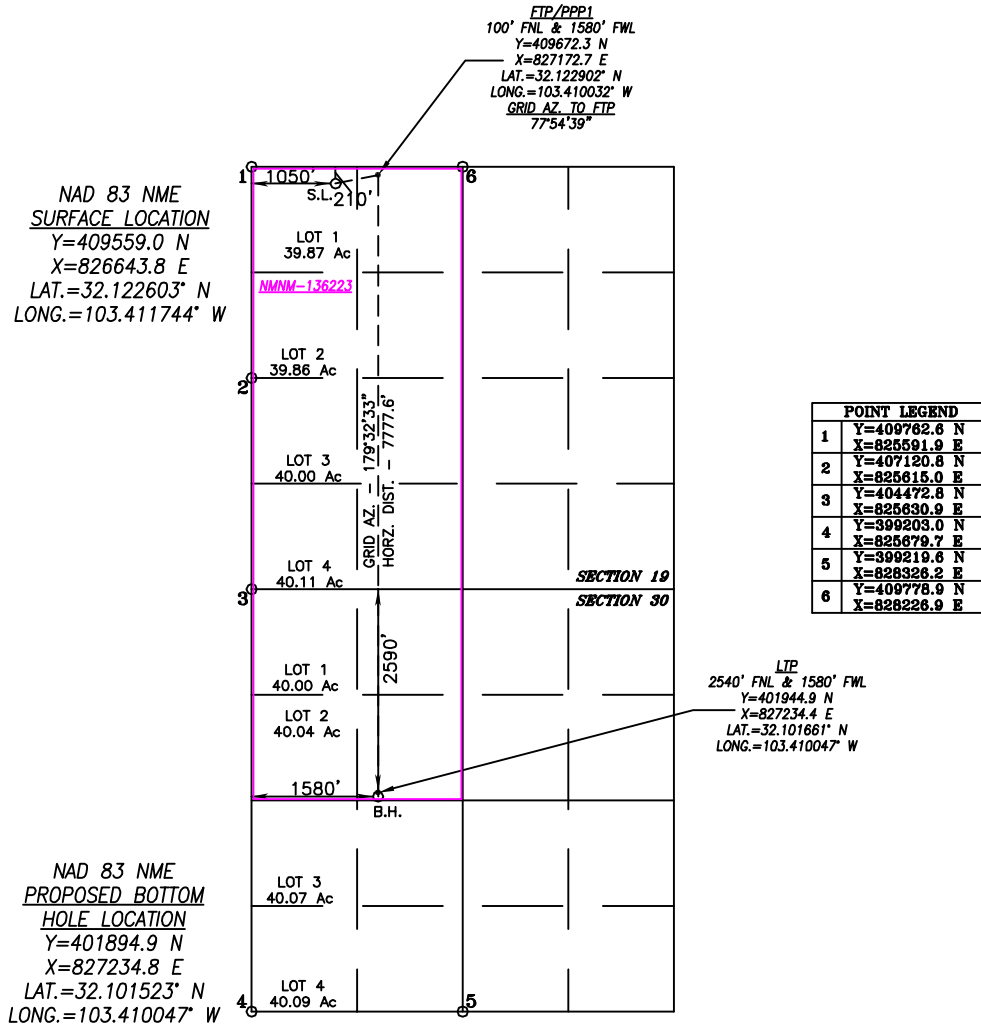 FTP/PPP1
100' FNL & 1580' FWL
Y=409672.3 N
X=827172.7 E
LAT.=32.122902° N
LONG.=103.410032° W
GRID AZ. TO FTP
77°54'39"
NAD 83 NME
SURFACE LOCATION
Y=409559.0 N
X=826643.8 E
LAT.=32.122603° N
LONG.=103.411744° W
1
6
1050'
S.L.
210'
LOT 1
39.87 Ac
NMNM-136223
LOT 2
39.86 Ac
2
LOT 3
40.00 Ac
GRID AZ. - 179°32'33"
HORZ. DIST. - 7777.6'
LOT 4
40.11 Ac
3
SECTION 19
SECTION 30
2590'
LOT 1
40.00 Ac
LOT 2
40.04 Ac
1580'
B.H.
LOT 3
40.07 Ac
LOT 4
40.09 Ac
4
5
POINT LEGEND
1 Y=409762.6 N
X=825591.9 E
2 Y=407120.8 N
X=825615.0 E
3 Y=404472.8 N
X=825630.9 E
4 Y=399203.0 N
X=825679.7 E
5 Y=399219.6 N
X=828326.2 E
6 Y=409778.9 N
X=828226.9 E
LTP
2540' FNL & 1580' FWL
Y=401944.9 N
X=827234.4 E
LAT.=32.101661° N
LONG.=103.410047° W
NAD 83 NME
PROPOSED BOTTOM
HOLE LOCATION
Y=401894.9 N
X=827234.8 E
LAT.=32.101523° N
LONG.=103.410047° W